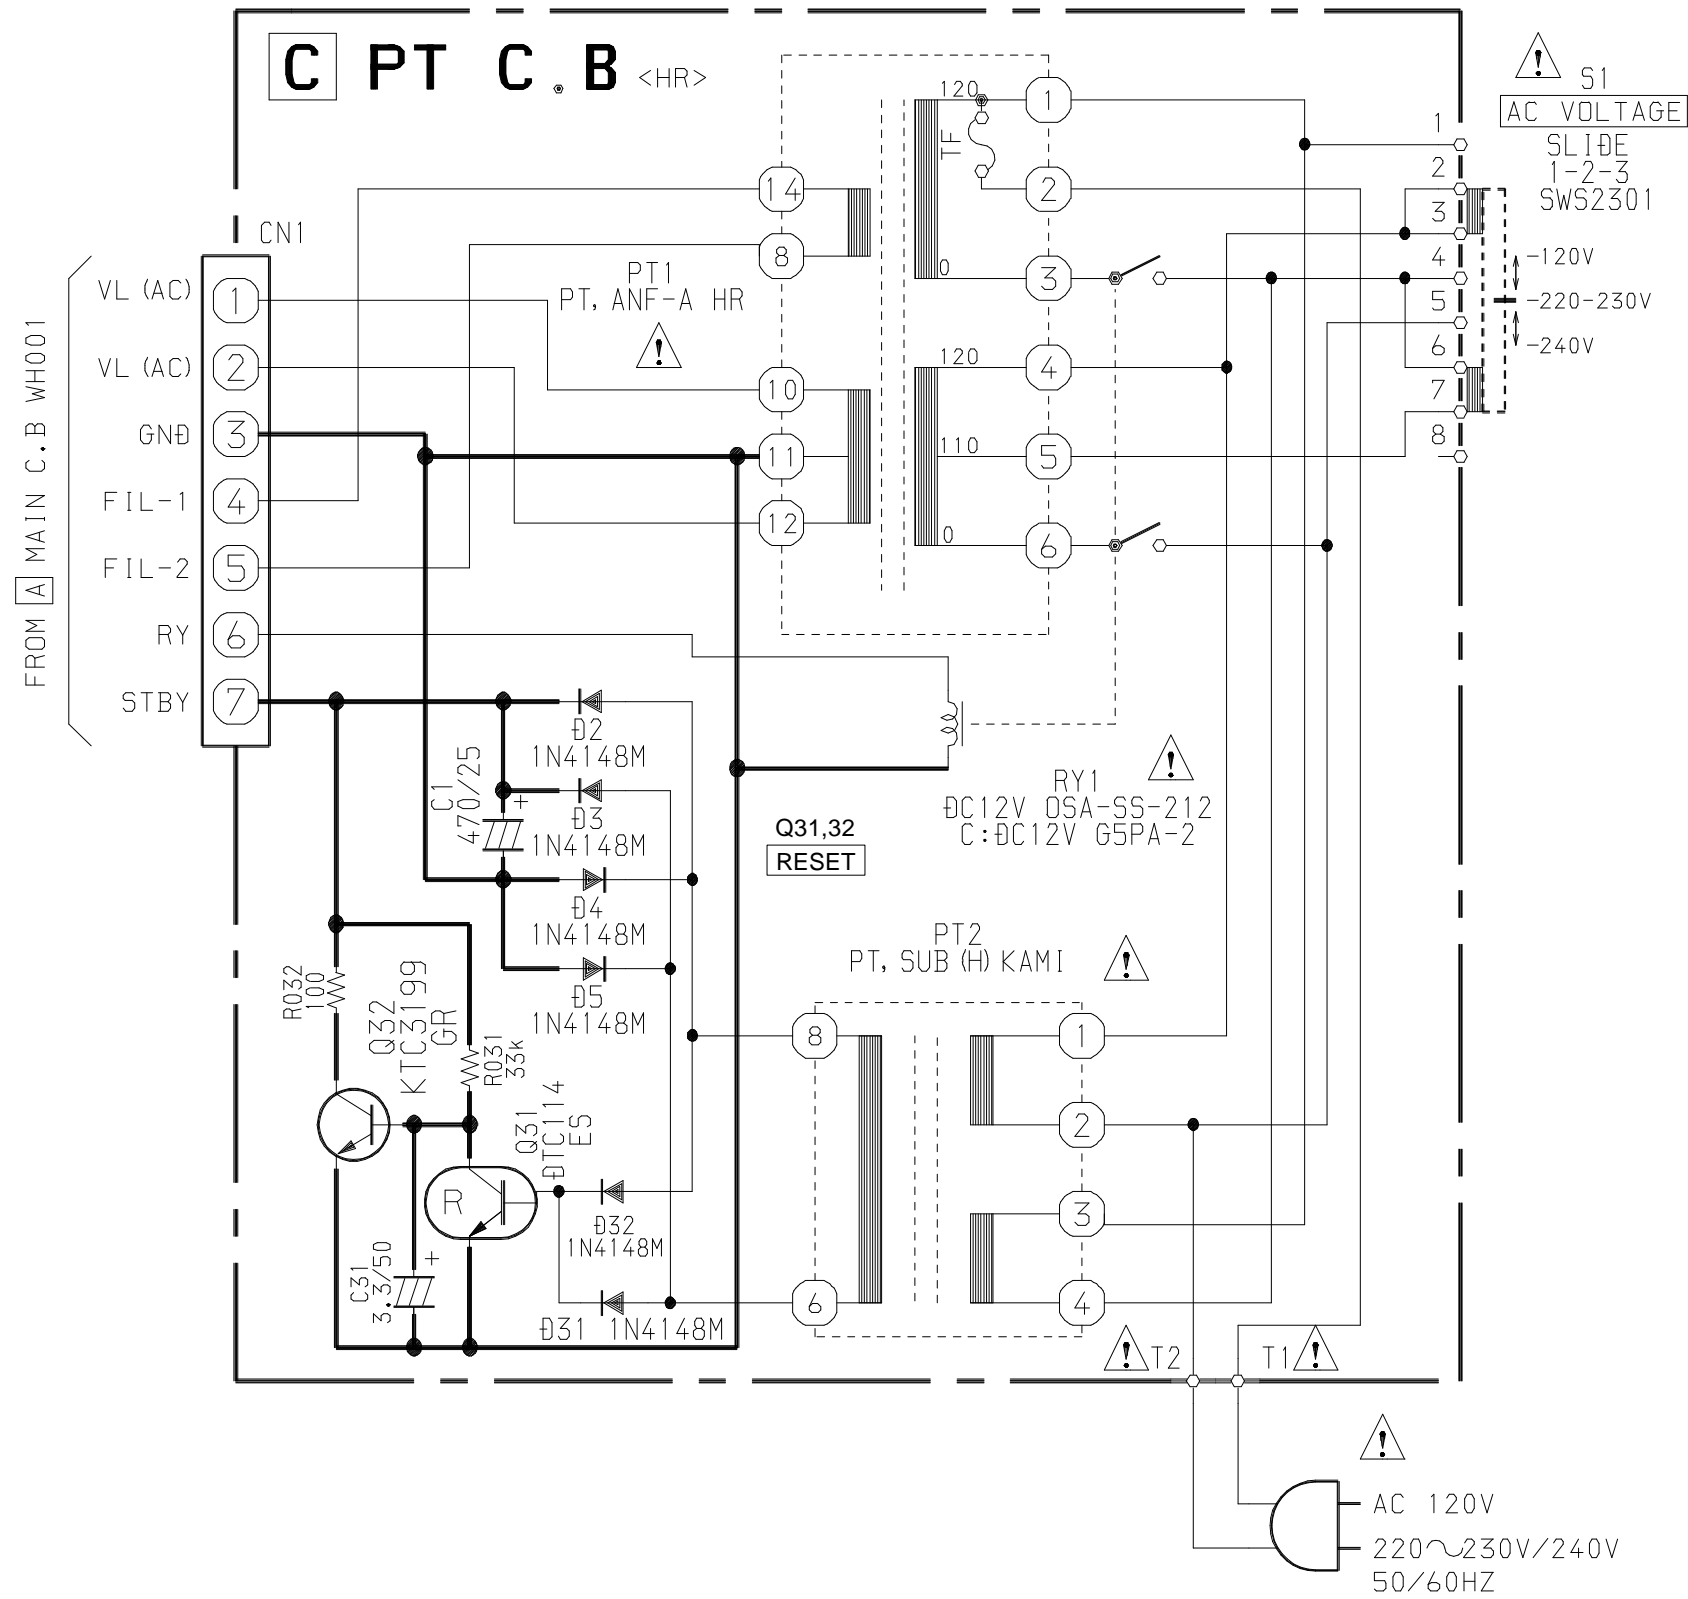 C PT C.B <HR>
S1
AC VOLTAGE
SLIDE
1-2-3
SWS2301
1
2
3
4
5
6
7
8
-120V
-220-230V
-240V
FROM A MAIN C.B WH001
CN1
VL (AC) 1
VL (AC) 2
GND 3
FIL-1 4
FIL-2 5
RY 6
STBY 7
PT1
PT, ANF-A HR
14
8
10
11
12
120
TF
0
120
110
0
1
2
3
4
5
6
D2
1N4148M
C1
470/25
+
D3
1N4148M
D4
1N4148M
D5
1N4148M
Q31,32
RESET
RY1
DC12V OSA-SS-212
C:DC12V G5PA-2
PT2
PT, SUB (H) KAMI
8
6
1
2
3
4
R032
100
Q32
KTC3199
GR
R031
33k
Q31
DTC114
ES
R
D32
1N4148M
C31
3.3/50
+
D31 1N4148M
T2
T1
AC 120V
220~230V/240V
50/60HZ